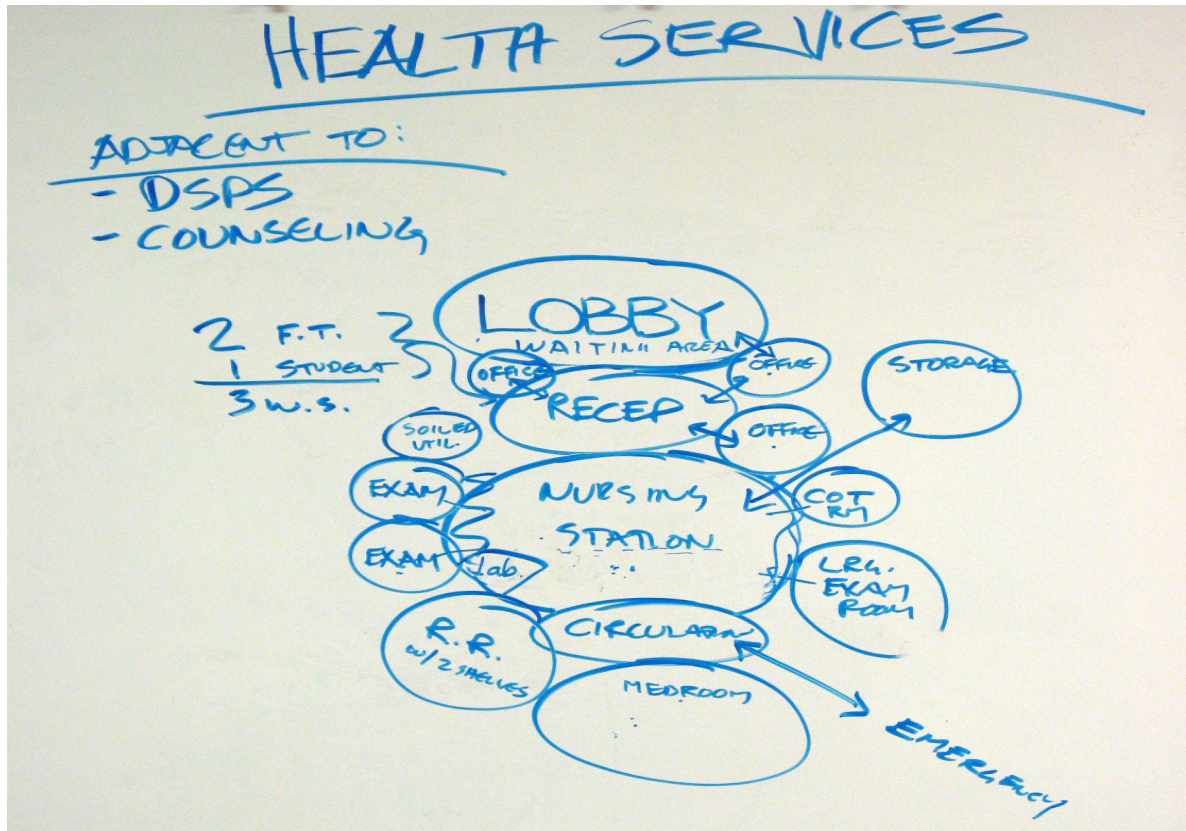 HEALTH SERVICES
ADJACENT TO:
- DSPS
- COUNSELING
LOBBY
WAITING AREA
2 F.T.
1 STUDENT
3 W.S.
OFFICE
OFFICE
STORAGE
RECEP
OFFICE
SOILED
UTIL.
EXAM
NURSING
STATION
COT
RM
EXAM
lab.
LRG.
EXAM
ROOM
R.R.
w/2 SHELVES
CIRCULATION
MEDROOM
EMERGENCY